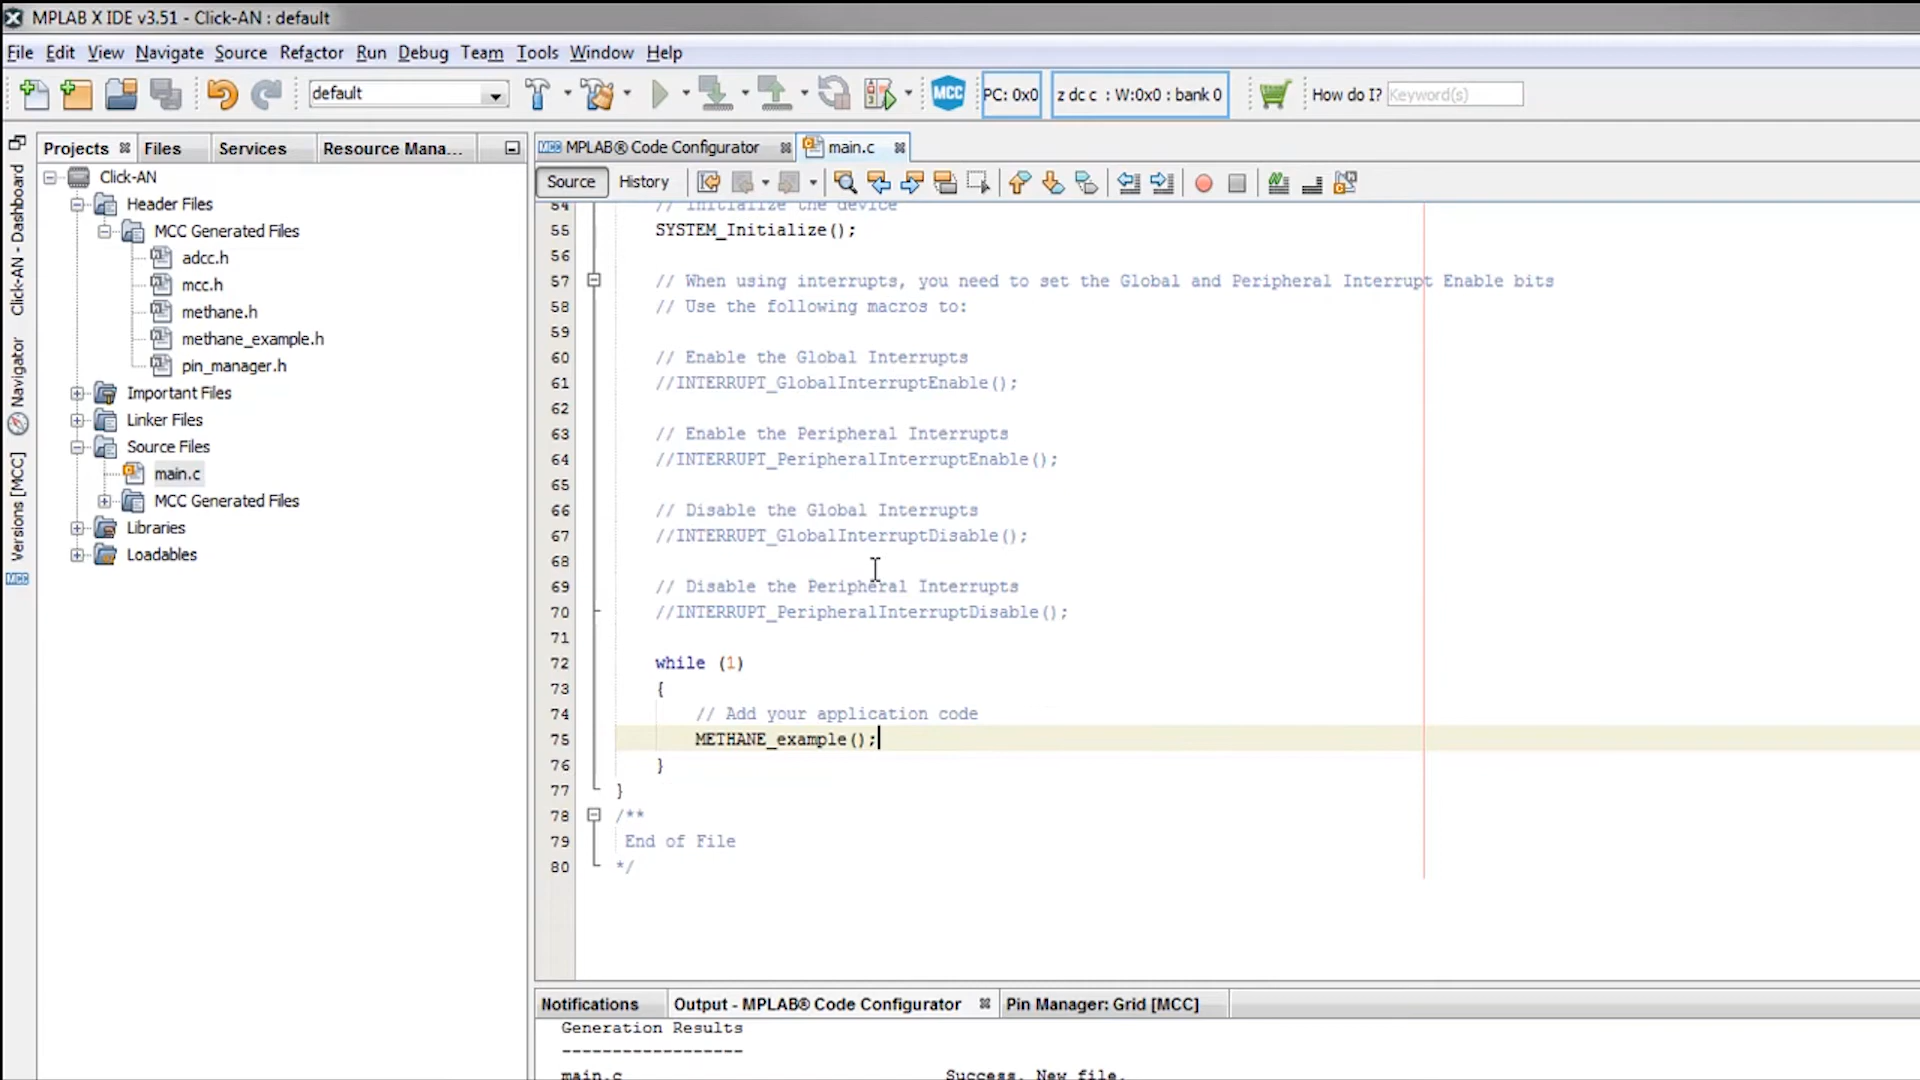 MPLAB X IDE v3.51 - Click-AN : default
File Edit View Navigate Source Refactor Run Debug Team Tools Window Help
default
MCC
PC: 0x0
z dc c : W:0x0 : bank 0
How do I? Keyword(s)
Click-AN - Dashboard
Navigator
Versions [MCC]
MCC
Projects Files Services Resource Mana...
Click-AN
Header Files
MCC Generated Files
adcc.h
mcc.h
methane.h
methane_example.h
pin_manager.h
Important Files
Linker Files
Source Files
main.c
MCC Generated Files
Libraries
Loadables
MPLAB® Code Configurator main.c
Source History
54 // Initialize the device
55 SYSTEM_Initialize();
56
57 // When using interrupts, you need to set the Global and Peripheral Interrupt Enable bits
58 // Use the following macros to:
59
60 // Enable the Global Interrupts
61 //INTERRUPT_GlobalInterruptEnable();
62
63 // Enable the Peripheral Interrupts
64 //INTERRUPT_PeripheralInterruptEnable();
65
66 // Disable the Global Interrupts
67 //INTERRUPT_GlobalInterruptDisable();
68
69 // Disable the Peripheral Interrupts
70 //INTERRUPT_PeripheralInterruptDisable();
71
72 while (1)
73 {
74 // Add your application code
75 METHANE_example();
76 }
77 }
78 /**
79 End of File
80 */
Notifications Output - MPLAB® Code Configurator Pin Manager: Grid [MCC]
Generation Results
------------------
main.c Success. New file.